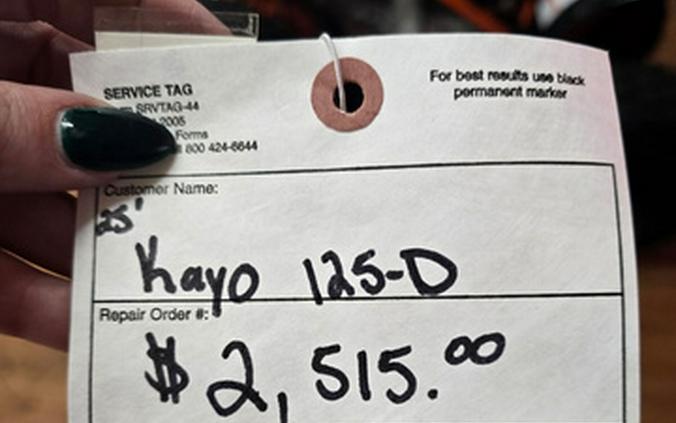 SERVICE TAG
SRVTAG-44
2005
Forms
800 424-6644
For best results use black
permanent marker
Customer Name:
25'
Kayo 125-D
Repair Order #:
$ 2,515.00